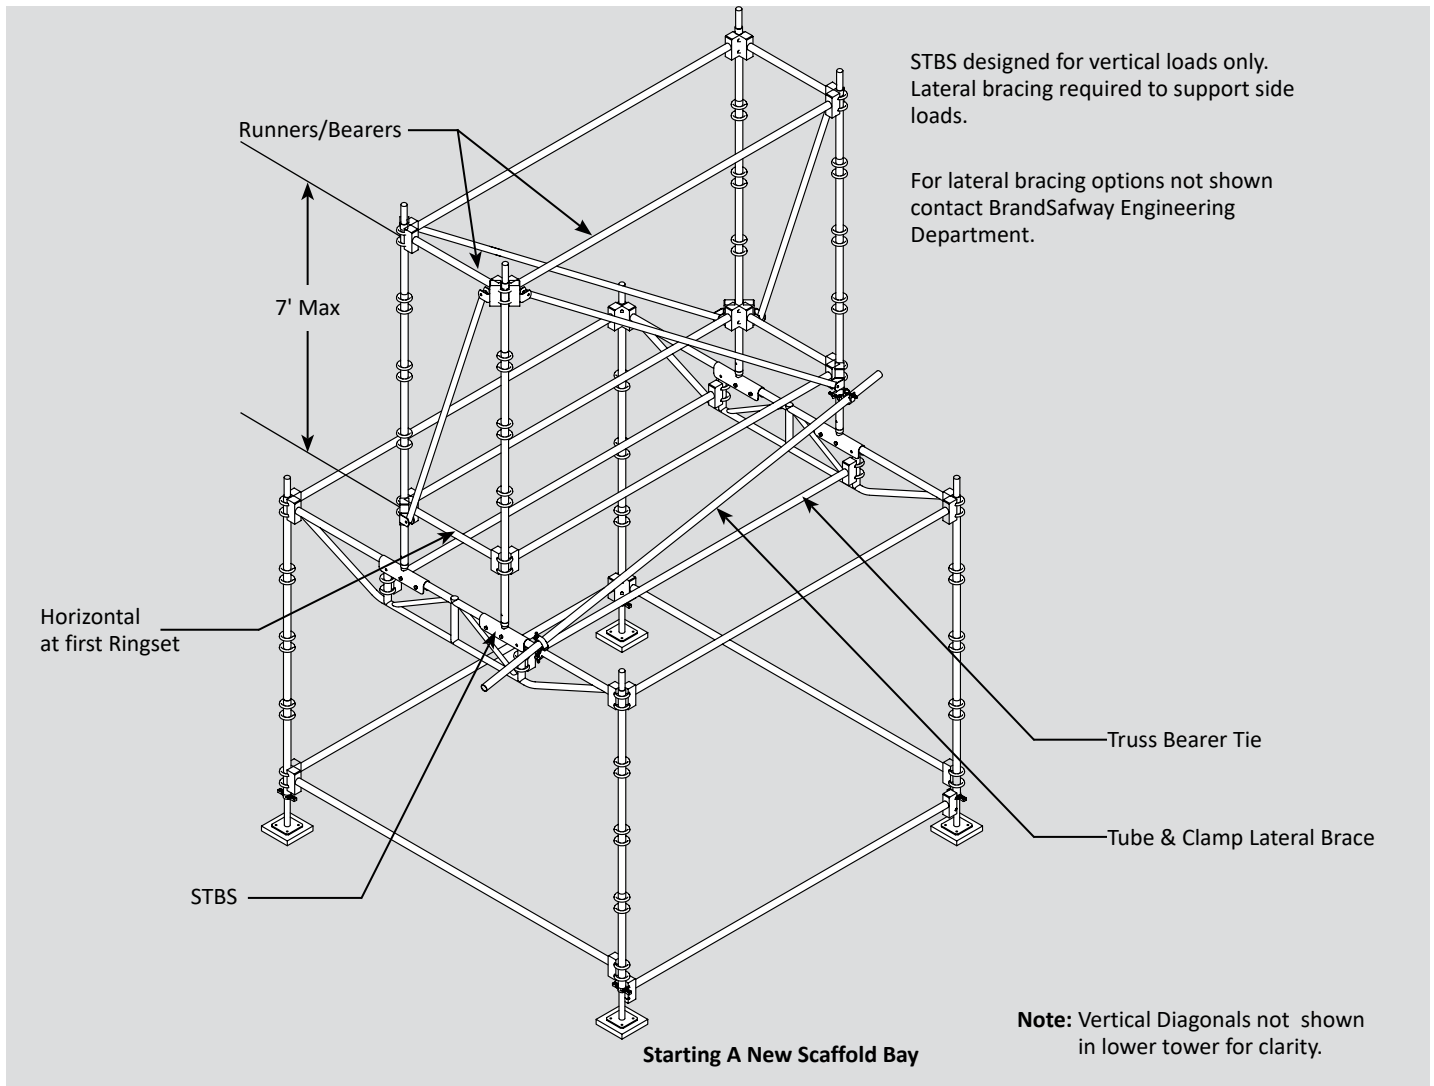 STBS designed for vertical loads only.
Lateral bracing required to support side
loads.
For lateral bracing options not shown
contact BrandSafway Engineering
Department.
Runners/Bearers
7' Max
Horizontal
at first Ringset
STBS
Truss Bearer Tie
Tube & Clamp Lateral Brace
Note: Vertical Diagonals not shown
in lower tower for clarity.
Starting A New Scaffold Bay